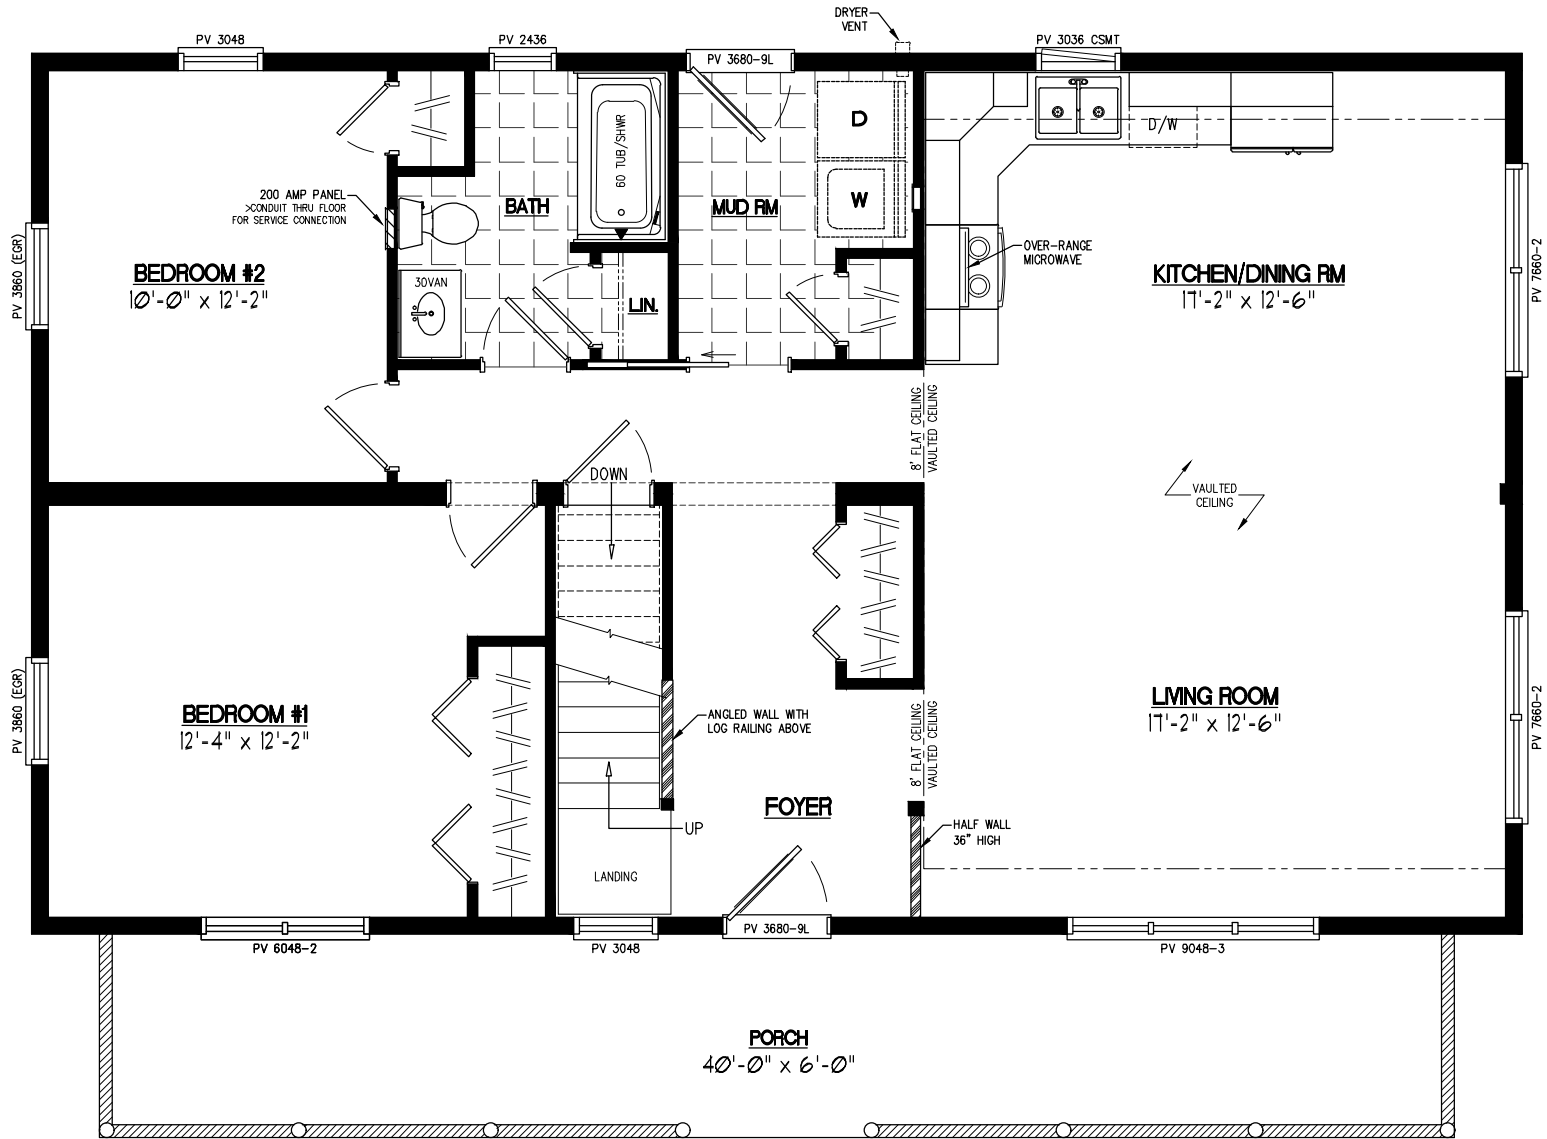 DRYER
VENT
PV 3048
PV 2436
PV 3680-9L
PV 3036 CSMT
60 TUB/SHWR
D
D/W
200 AMP PANEL
>CONDUIT THRU FLOOR
FOR SERVICE CONNECTION
BATH
MUD RM
W
PV 3860 (EGR)
BEDROOM #2
10'-0" x 12'-2"
30VAN
LIN.
OVER-RANGE
MICROWAVE
KITCHEN/DINING RM
17'-2" x 12'-6"
PV 7660-2
8' FLAT CEILING
VAULTED CEILING
DOWN
VAULTED
CEILING
PV 3860 (EGR)
BEDROOM #1
12'-4" x 12'-2"
ANGLED WALL WITH
LOG RAILING ABOVE
8' FLAT CEILING
VAULTED CEILING
LIVING ROOM
17'-2" x 12'-6"
PV 7660-2
FOYER
UP
HALF WALL
36" HIGH
LANDING
PV 6048-2
PV 3048
PV 3680-9L
PV 9048-3
PORCH
40'-0" x 6'-0"